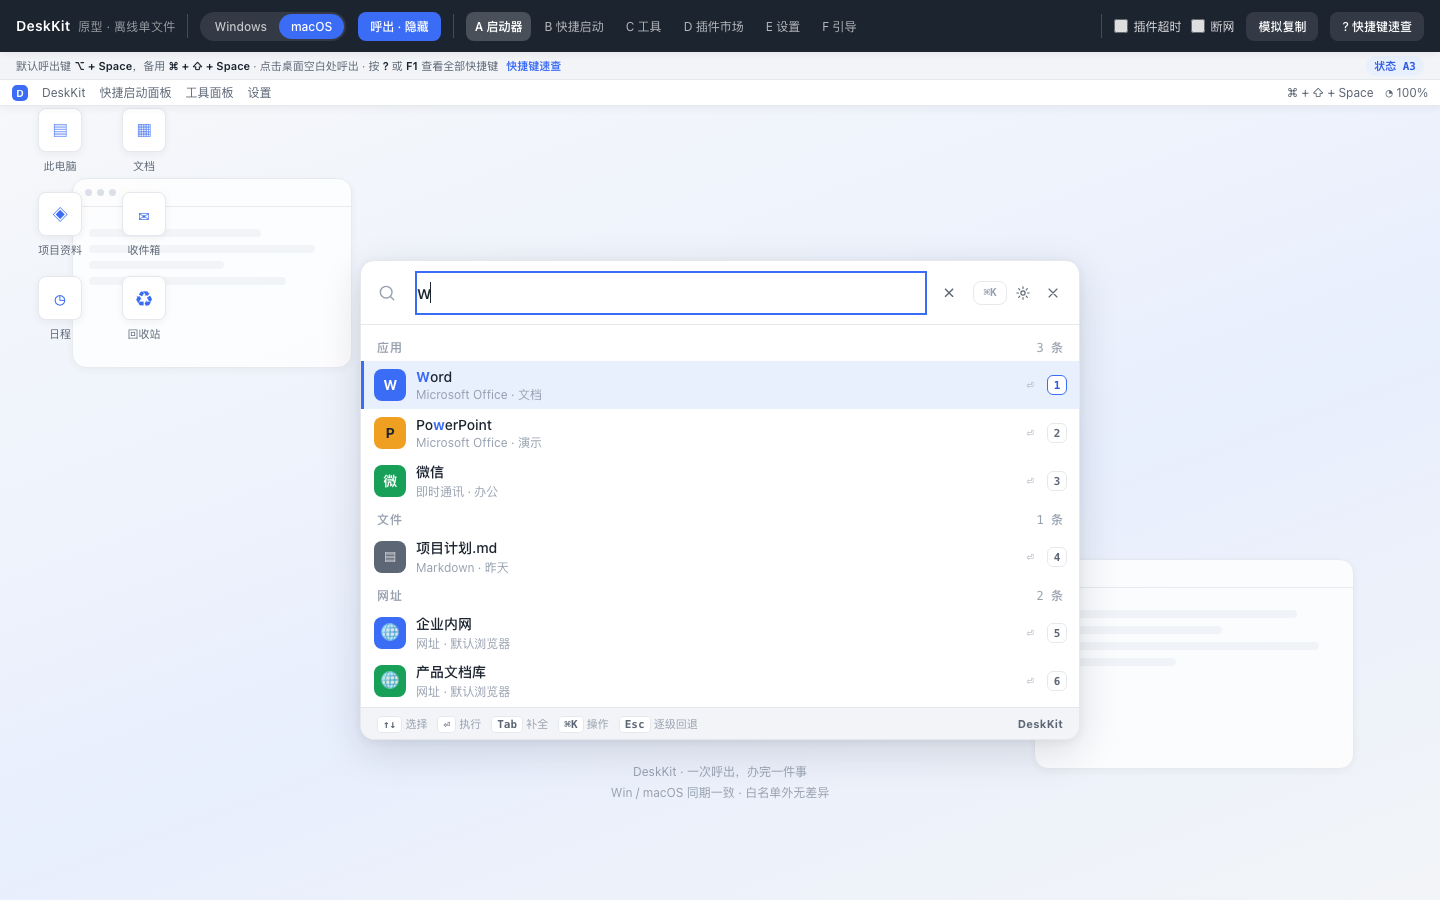 DeskKit 原型 · 离线单文件 Windows macOS 呼出 · 隐藏 A 启动器 B 快捷启动 C 工具 D 插件市场 E 设置 F 引导 插件超时 断网 模拟复制 ? 快捷键速查
默认呼出键 ⌥ + Space，备用 ⌘ + ⇧ + Space · 点击桌面空白处呼出 · 按 ? 或 F1 查看全部快捷键 快捷键速查 状态 A3
D DeskKit 快捷启动面板 工具面板 设置 ⌘ + ⇧ + Space ◔ 100%
此电脑 文档
项目资料 收件箱
日程 回收站
W ⌘K
应用 3 条
W Word ⏎ 1
Microsoft Office · 文档
P PowerPoint ⏎ 2
Microsoft Office · 演示
微 微信 ⏎ 3
即时通讯 · 办公
文件 1 条
项目计划.md ⏎ 4
Markdown · 昨天
网址 2 条
企业内网 ⏎ 5
网址 · 默认浏览器
产品文档库 ⏎ 6
网址 · 默认浏览器
↑↓ 选择 ⏎ 执行 Tab 补全 ⌘K 操作 Esc 逐级回退 DeskKit
DeskKit · 一次呼出，办完一件事
Win / macOS 同期一致 · 白名单外无差异